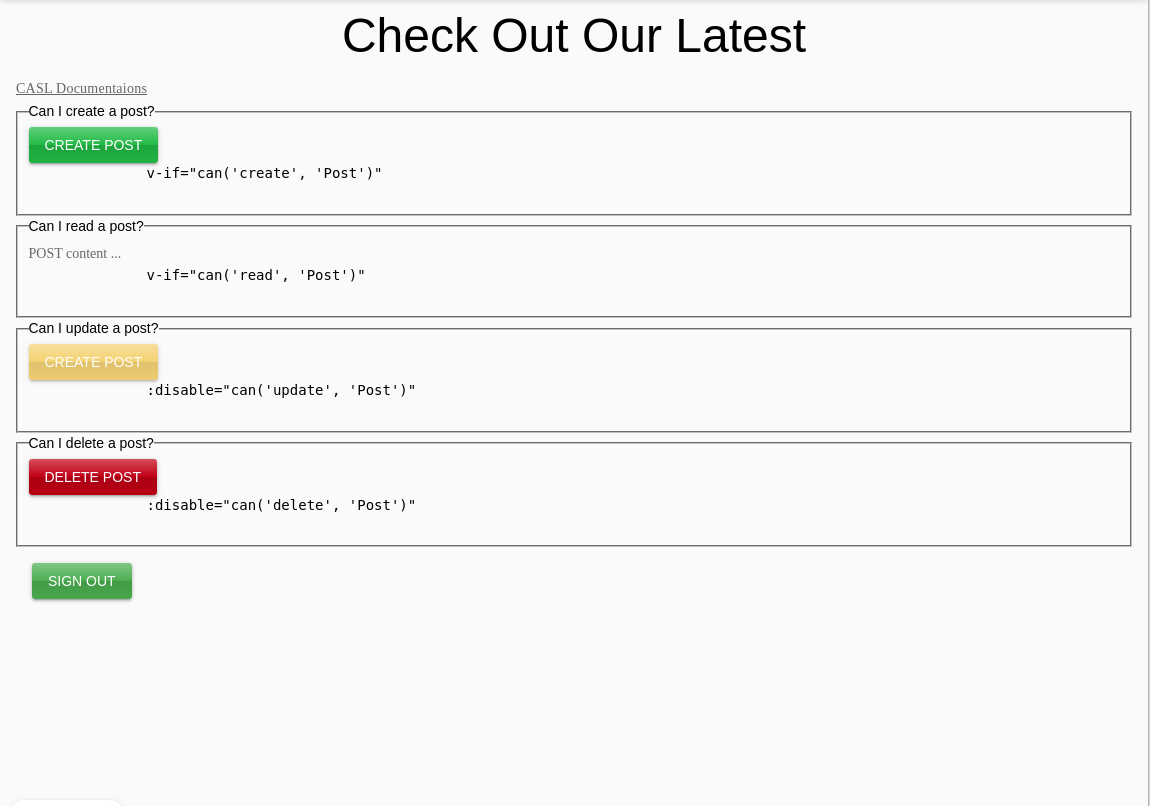 Check Out Our Latest
CASL Documentaions
Can I create a post?
CREATE POST
v-if="can('create', 'Post')"
Can I read a post?
POST content ...
v-if="can('read', 'Post')"
Can I update a post?
CREATE POST
:disable="can('update', 'Post')"
Can I delete a post?
DELETE POST
:disable="can('delete', 'Post')"
SIGN OUT